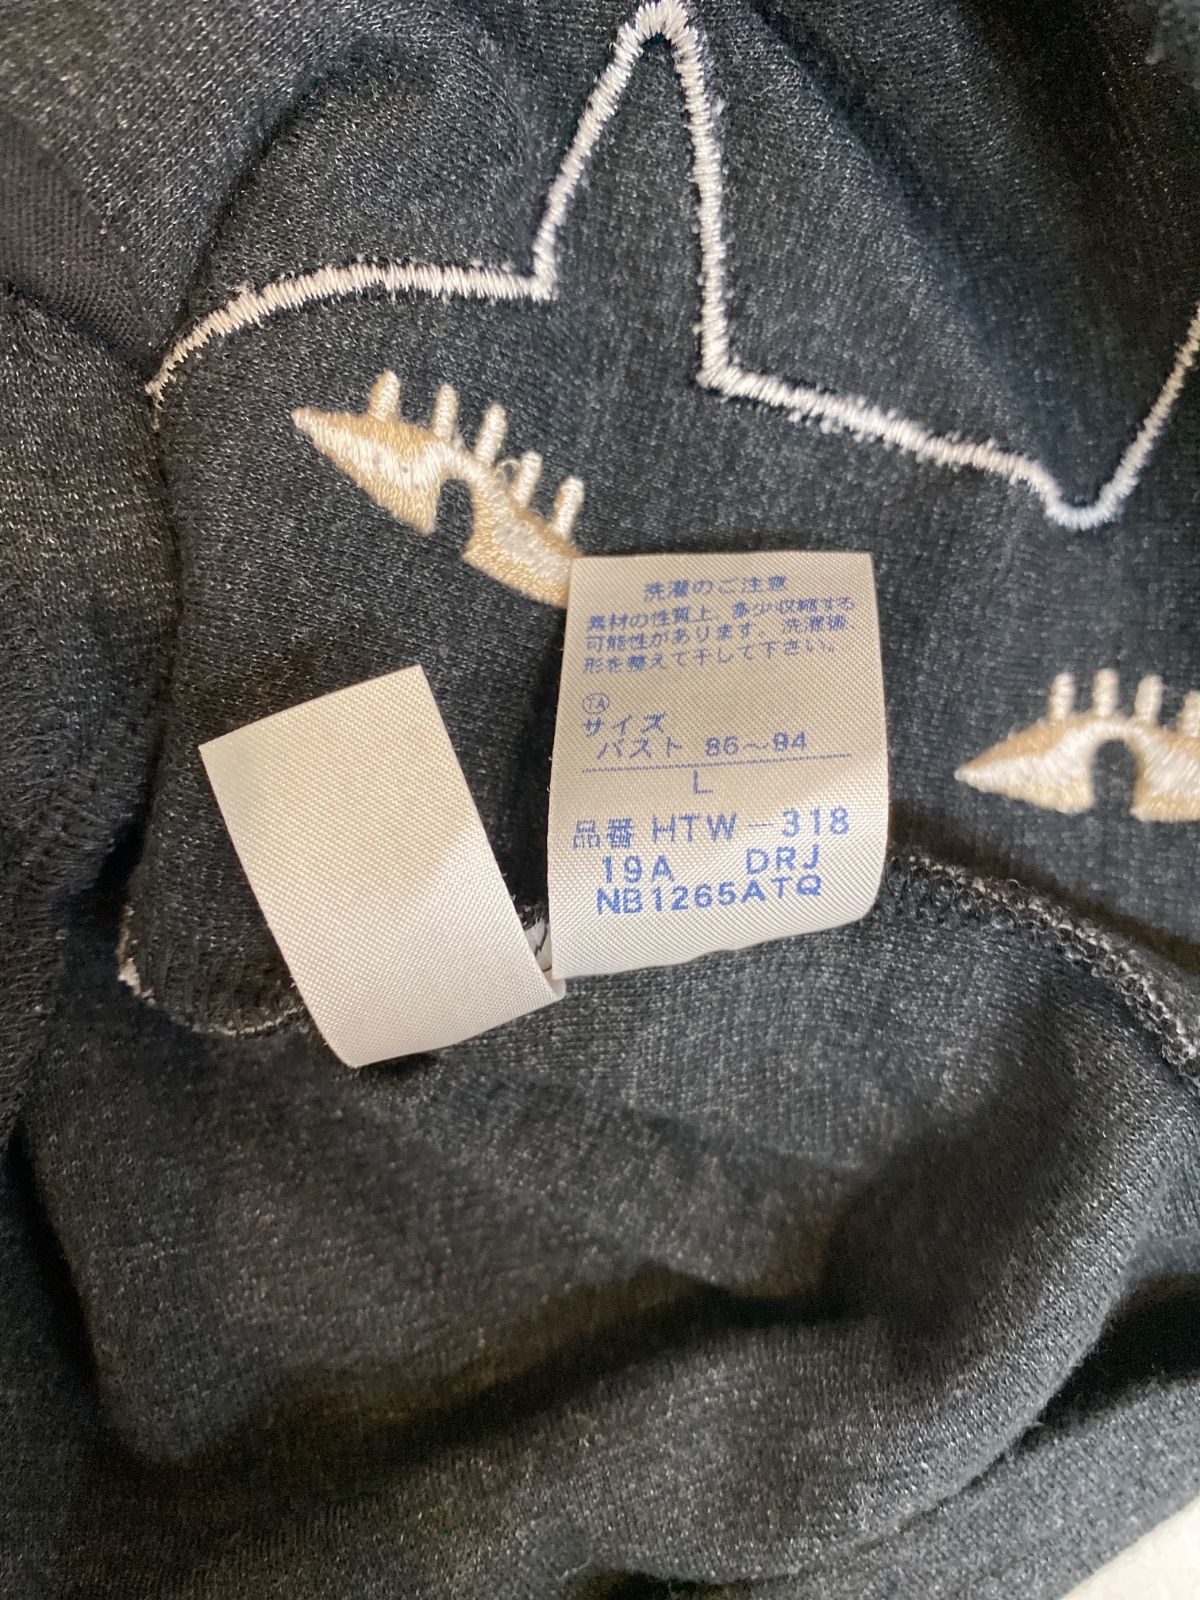 洗濯のご注意
素材の性質上、多少収縮する
可能性があります。洗濯後、
形を整えて干して下さい。
TA
サイズ
バスト 86〜94
L
品番 HTW-318
19A DRJ
NB1265ATQ